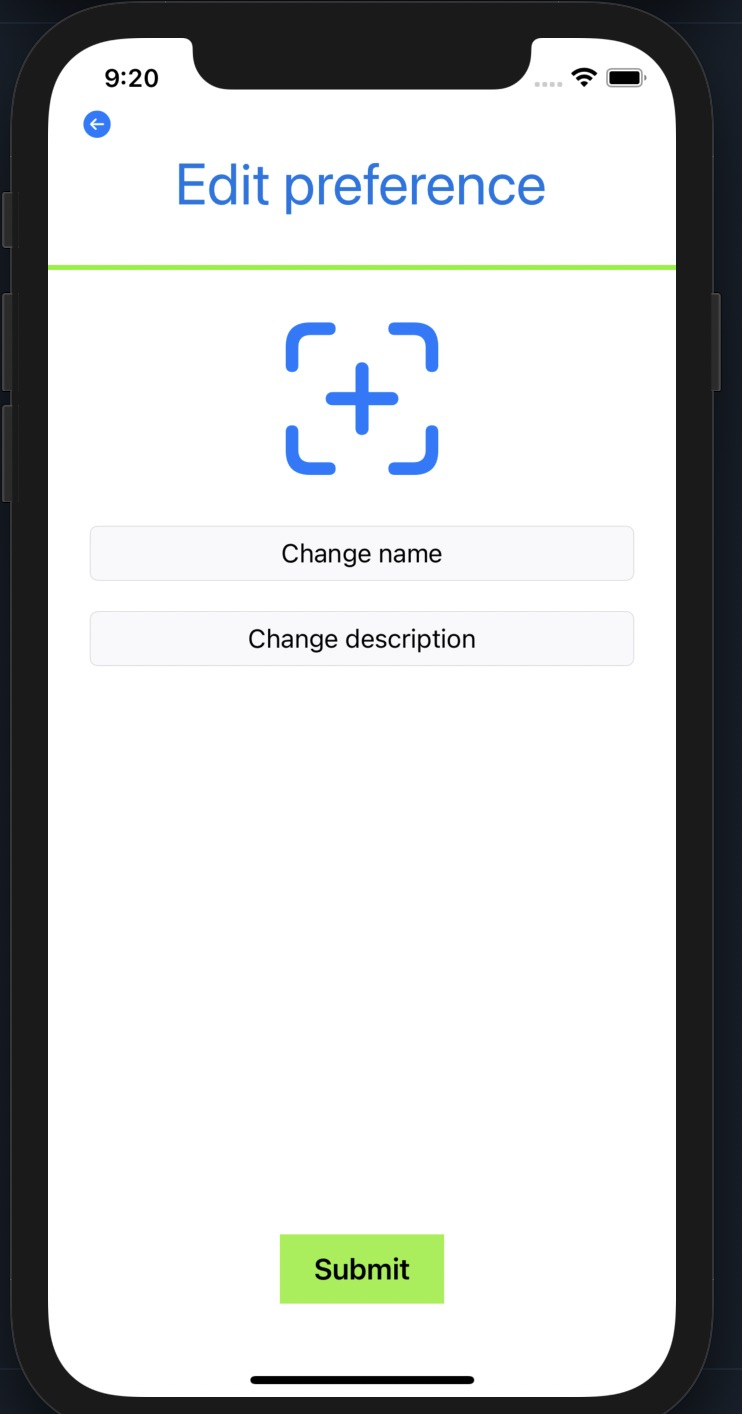 9:20
Edit preference
Change name
Change description
Submit